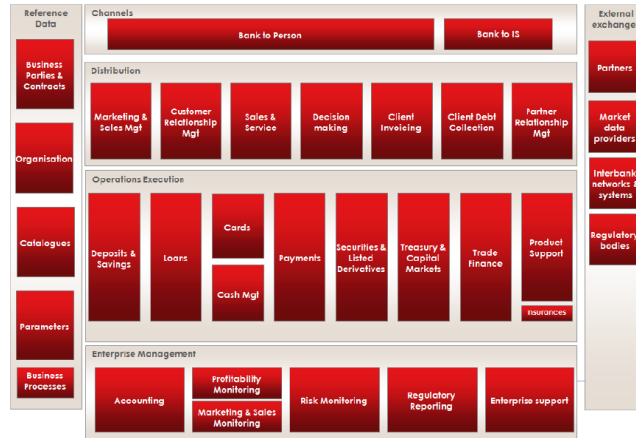 Reference
Data
Business
Parties &
Contracts
Organisation
Catalogues
Parameters
Business
Processes
Channels
Bank to Person
Bank to IS
Distribution
Marketing &
Sales Mgt
Customer
Relationship
Mgt
Sales &
Service
Decision
making
Client
Invoicing
Client Debt
Collection
Partner
Relationship
Mgt
Operations Execution
Deposits &
Savings
Loans
Cards
Cash Mgt
Payments
Securities &
Listed
Derivatives
Treasury &
Capital
Markets
Trade
Finance
Product
Support
Insurances
Enterprise Management
Accounting
Profitability
Monitoring
Marketing & Sales
Monitoring
Risk Monitoring
Regulatory
Reporting
Enterprise support
External
exchange
Partners
Market
data
providers
Interbank
networks &
systems
Regulatory
bodies